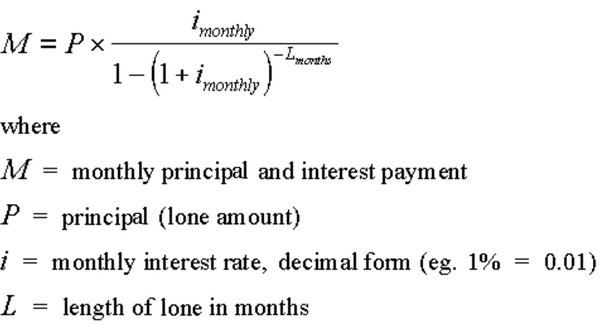 M = P × i_monthly / (1 − (1 + i_monthly)^−L_months)
where
M = monthly principal and interest payment
P = principal (lone amount)
i = monthly interest rate, decimal form (eg. 1% = 0.01)
L = length of lone in months